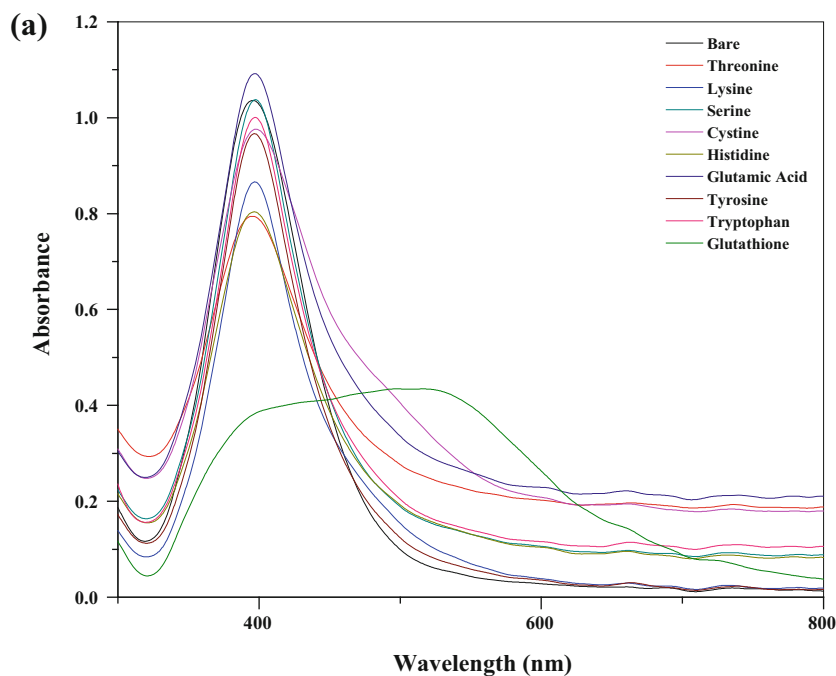 (a)
1.2
1.0
0.8
0.6
0.4
0.2
0.0
Absorbance
Bare
Threonine
Lysine
Serine
Cystine
Histidine
Glutamic Acid
Tyrosine
Tryptophan
Glutathione
400
600
800
Wavelength (nm)